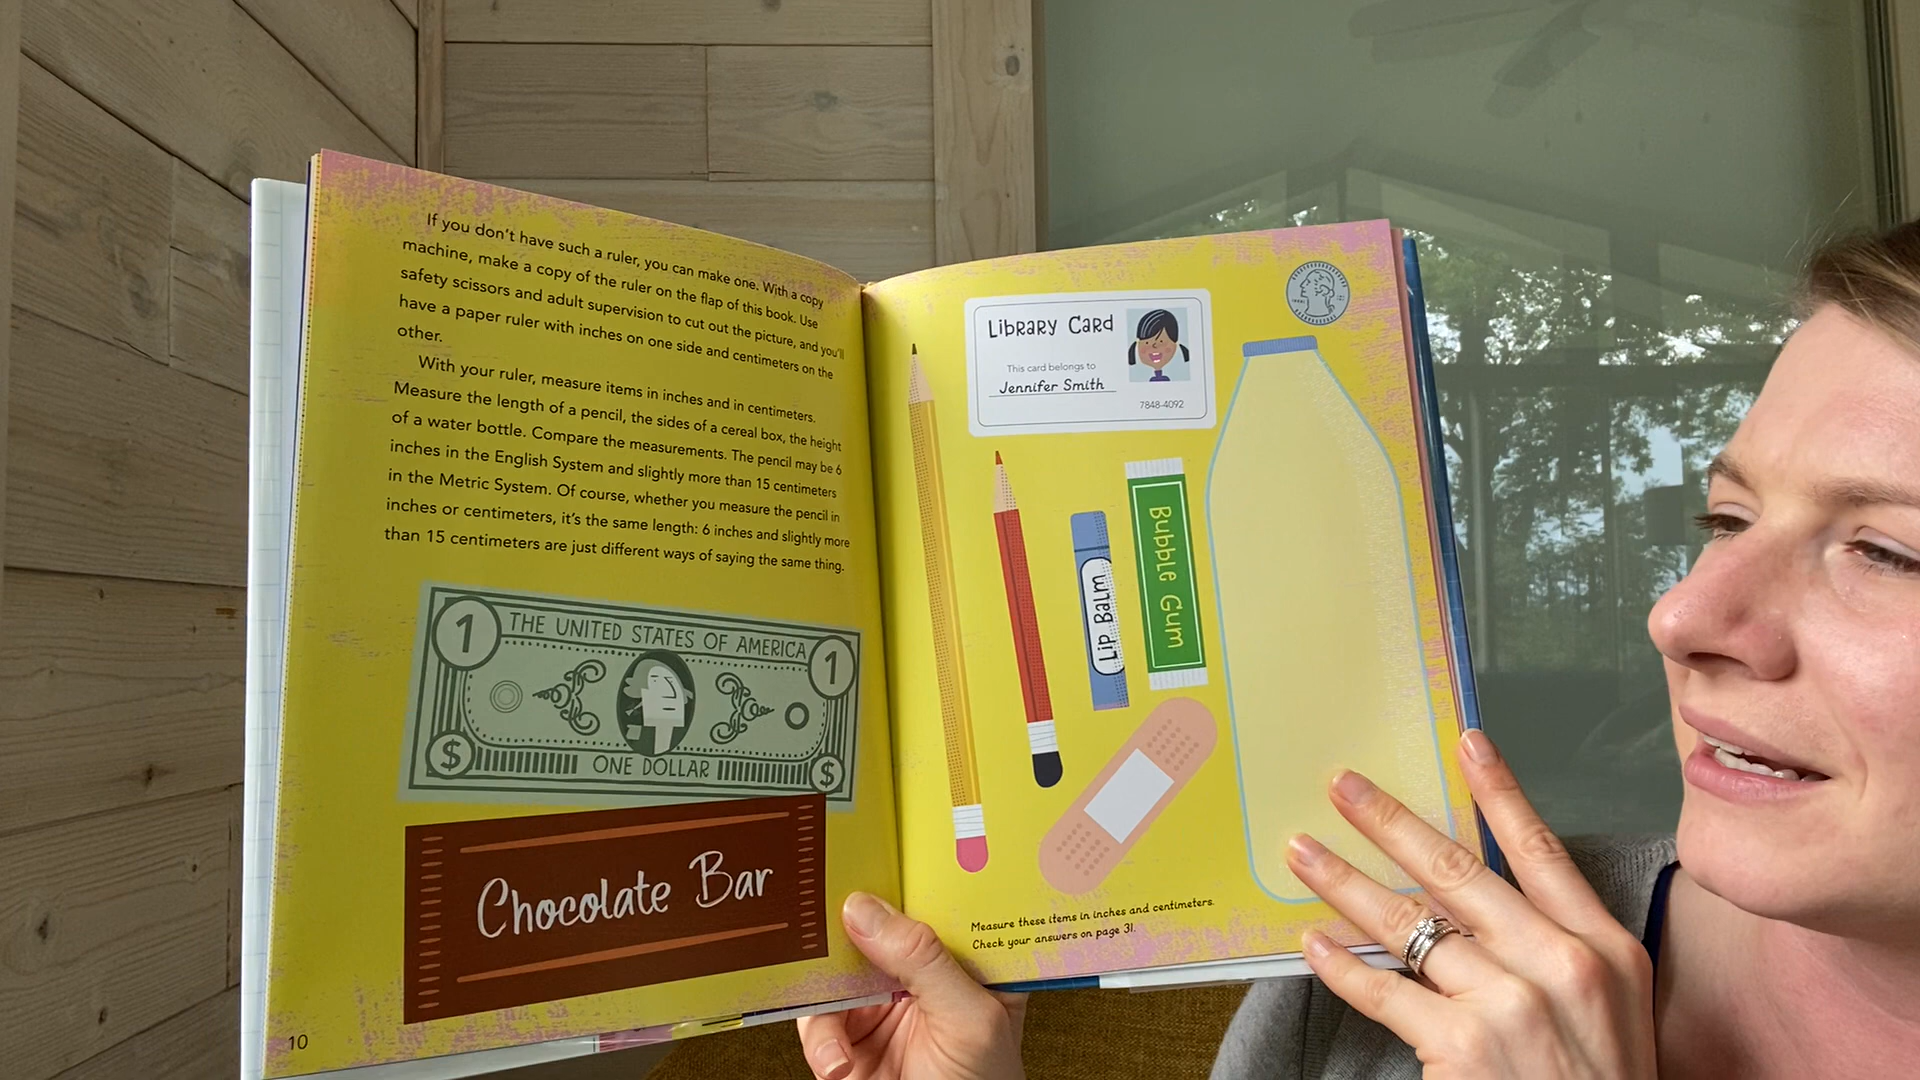 If you don't have such a ruler, you can make one. With a copy
machine, make a copy of the ruler on the flap of this book. Use
safety scissors and adult supervision to cut out the picture, and you'll
have a paper ruler with inches on one side and centimeters on the
other.
With your ruler, measure items in inches and in centimeters.
Measure the length of a pencil, the sides of a cereal box, the height
of a water bottle. Compare the measurements. The pencil may be 6
inches in the English System and slightly more than 15 centimeters
in the Metric System. Of course, whether you measure the pencil in
inches or centimeters, it's the same length: 6 inches and slightly more
than 15 centimeters are just different ways of saying the same thing.
1
THE UNITED STATES OF AMERICA
1
$
ONE DOLLAR
$
Chocolate Bar
10
Library Card
This card belongs to
Jennifer Smith
7848-4092
Lip Balm
Bubble Gum
Measure these items in inches and centimeters.
Check your answers on page 31.